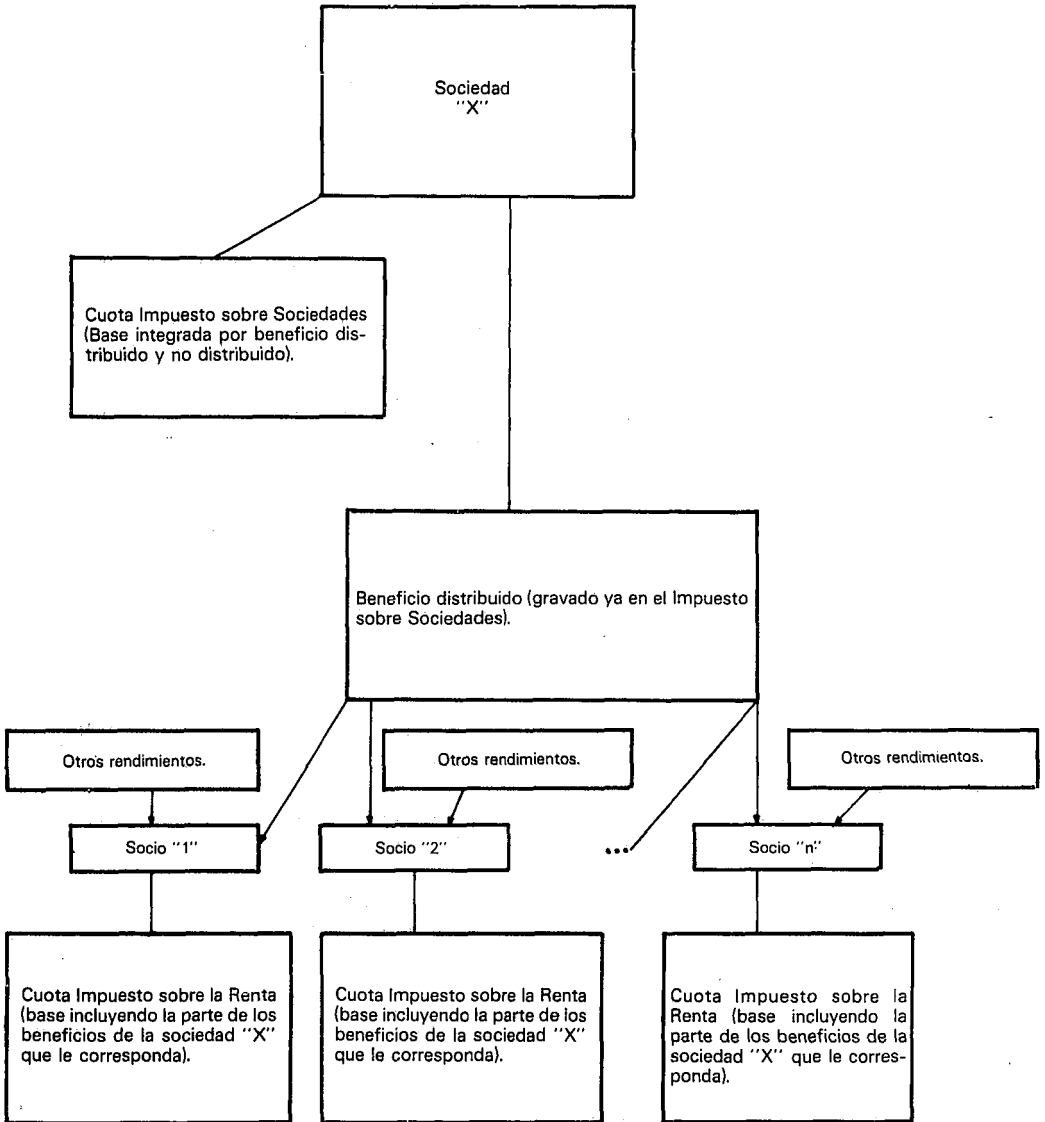 Sociedad
''X''
Cuota Impuesto sobre Sociedades
(Base integrada por beneficio dis-
tribuido y no distribuido).
Beneficio distribuido (gravado ya en el Impuesto
sobre Sociedades).
Otros rendimientos.
Otros rendimientos.
Otros rendimientos.
Socio "1"
Socio "2"
...
Socio "n"
Cuota Impuesto sobre la Renta
(base incluyendo la parte de los
beneficios de la sociedad ''X''
que le corresponda).
Cuota Impuesto sobre la Renta
(base incluyendo la parte de los
beneficios de la sociedad ''X''
que le corresponda).
Cuota Impuesto sobre la
Renta (base incluyendo la
parte de los beneficios de la
sociedad ''X'' que le corres-
ponda).